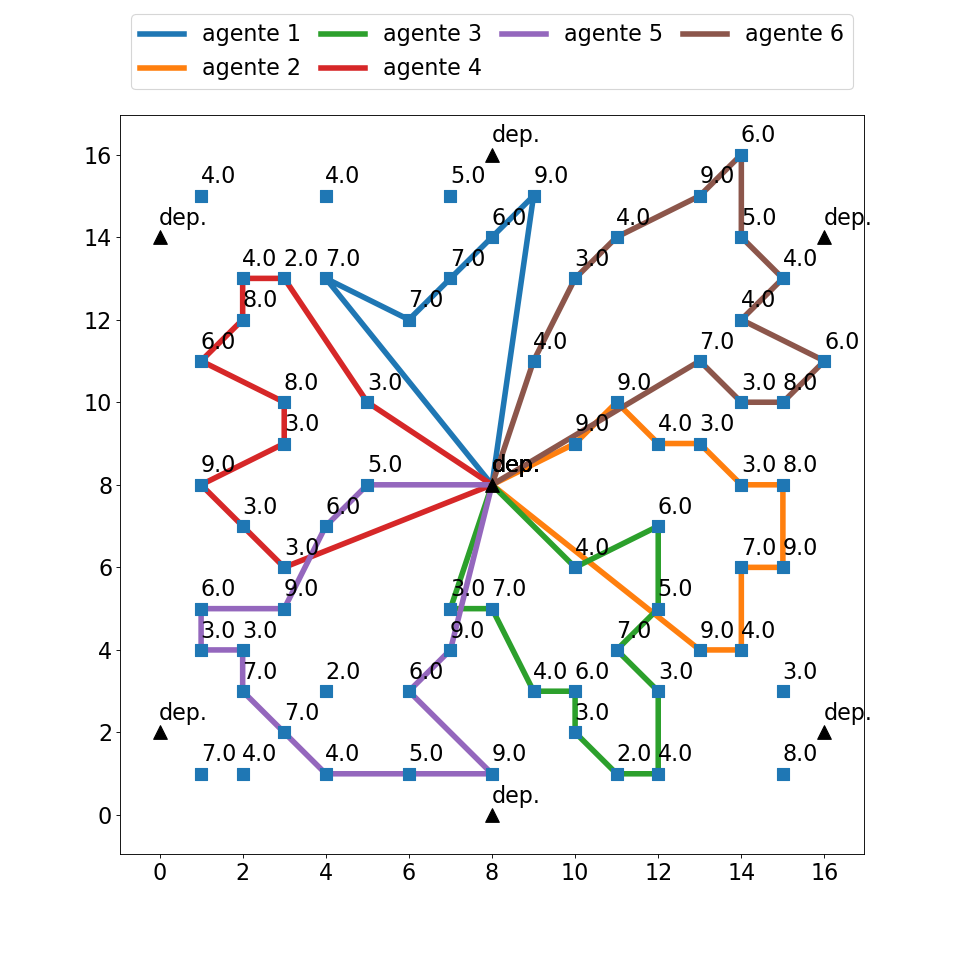 agente 1 agente 3 agente 5 agente 6
agente 2 agente 4
dep. 6.0
16
4.0 4.0 5.0 9.0 9.0
dep. 6.0 4.0 5.0 dep.
14
4.0 2.0 7.0 7.0 3.0 4.0
8.0 7.0 4.0
12
6.0 4.0 7.0 6.0
8.0 3.0 9.0 3.0 8.0
10
3.0 9.0 4.0 3.0
9.0 5.0 dep. 3.0 8.0
8
3.0 6.0 6.0
3.0 4.0 7.0 9.0
6
6.0 9.0 3.0 7.0 5.0
3.0 3.0 9.0 7.0 9.0 4.0
4
7.0 2.0 6.0 4.0 6.0 3.0 3.0
dep. 7.0 3.0 dep.
2
7.0 4.0 4.0 5.0 9.0 2.0 4.0 8.0
dep.
0
0 2 4 6 8 10 12 14 16